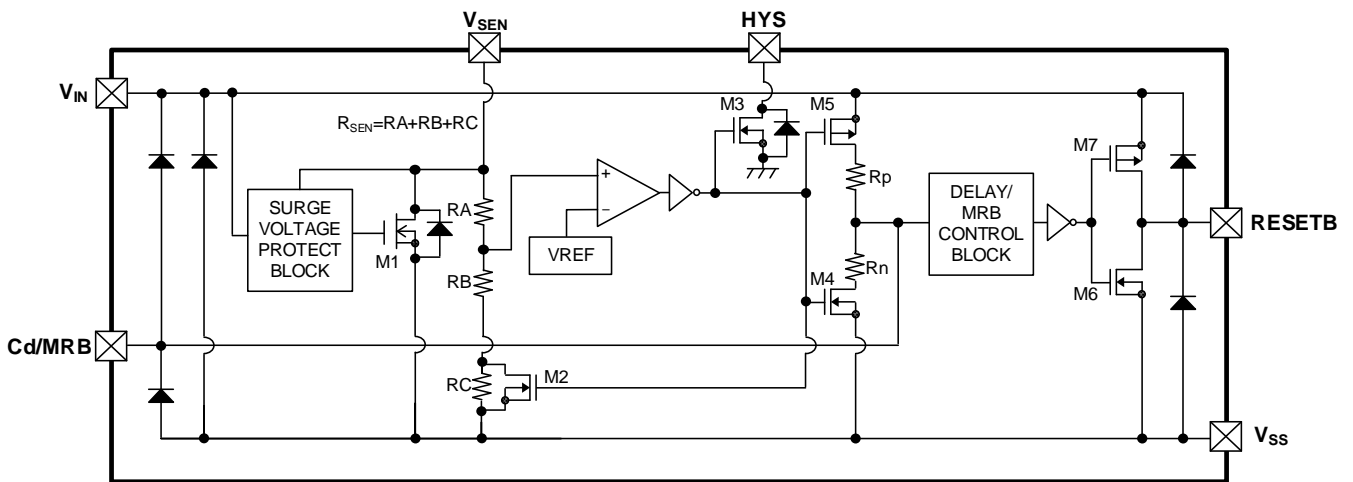 VSEN
HYS
VIN
RSEN=RA+RB+RC
M3
M5
M7
SURGE
VOLTAGE
PROTECT
BLOCK
M1
RA
RB
+
−
VREF
Rp
Rn
M4
DELAY/
MRB
CONTROL
BLOCK
M6
RESETB
Cd/MRB
RC
M2
VSS